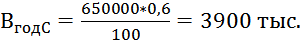 В_годС = 650000*0,6 / 100 = 3900 тыс.